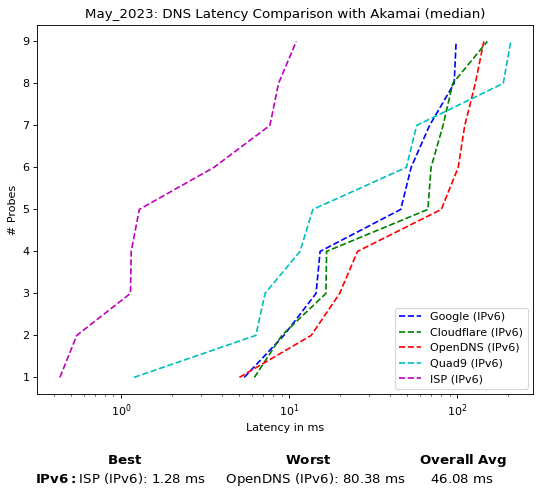 May_2023: DNS Latency Comparison with Akamai (median)
# Probes
9
8
7
6
5
4
3
2
1
Google (IPv6)
Cloudflare (IPv6)
OpenDNS (IPv6)
Quad9 (IPv6)
ISP (IPv6)
10⁰ 10¹ 10²
Latency in ms
Best Worst Overall Avg
IPv6: ISP (IPv6): 1.28 ms OpenDNS (IPv6): 80.38 ms 46.08 ms